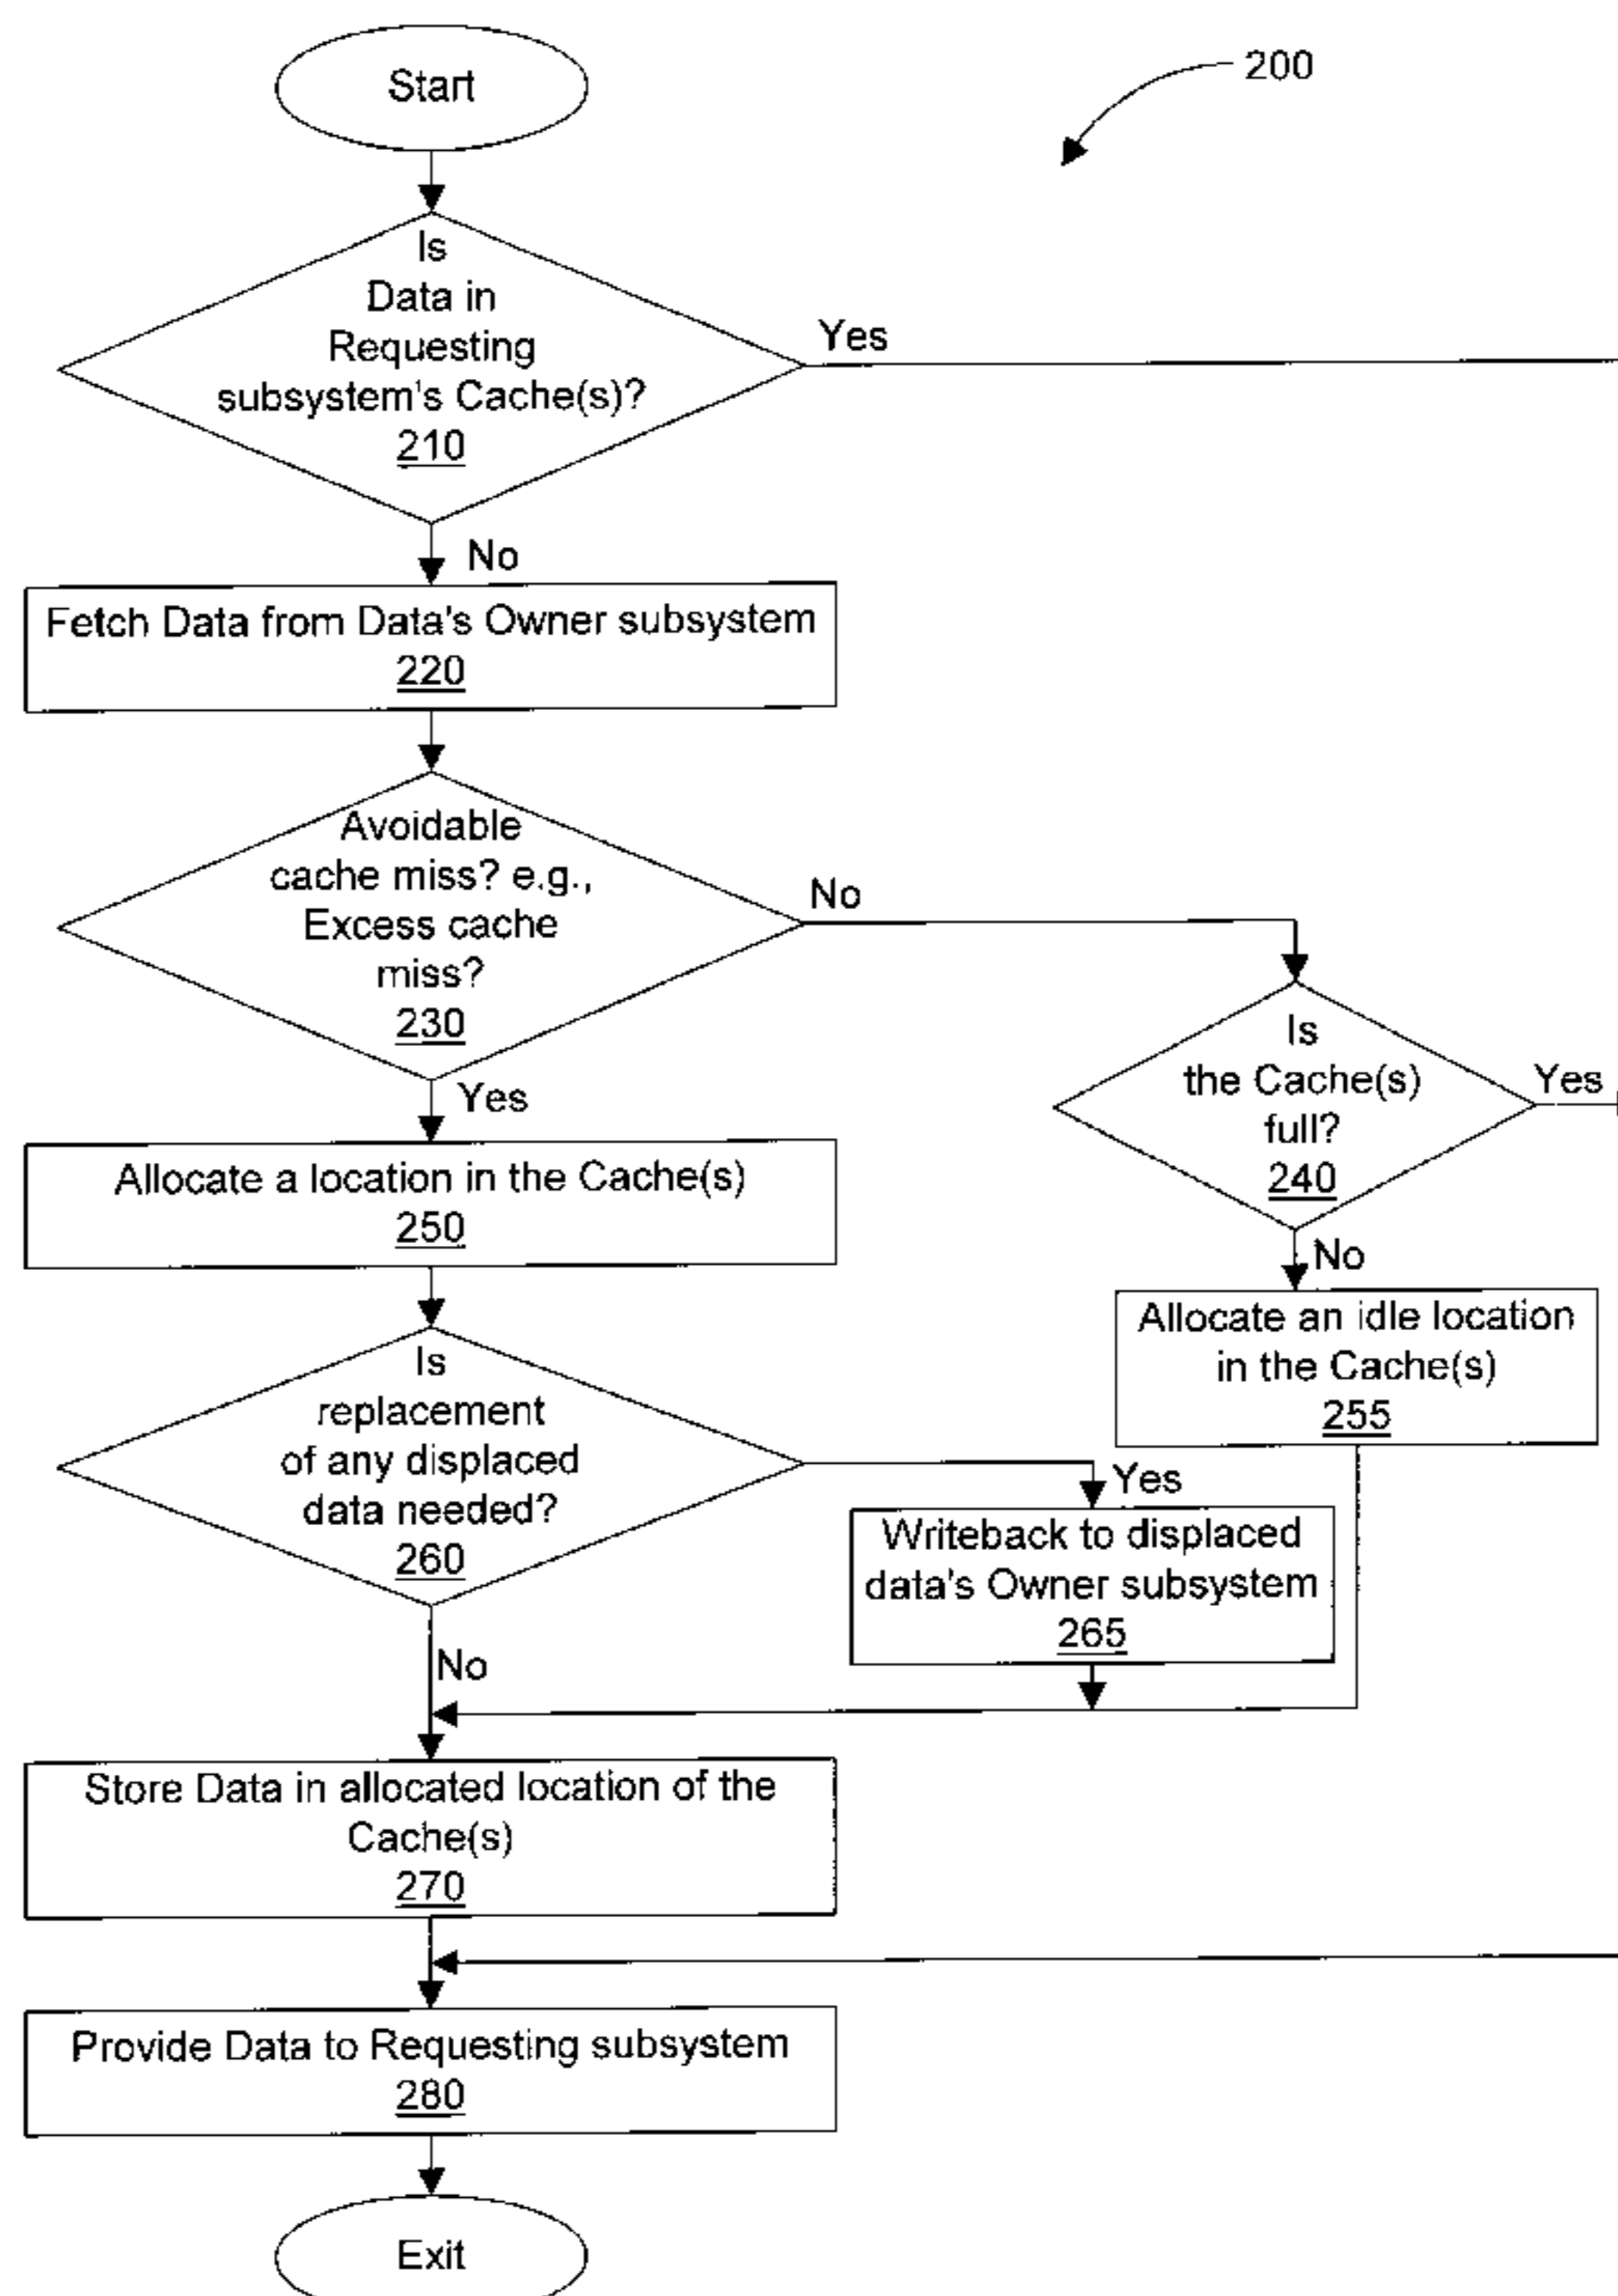 Start
200
Is
Data in
Requesting
subsystem's Cache(s)?
210
Yes
No
Fetch Data from Data's Owner subsystem
220
Avoidable
cache miss? e.g.,
Excess cache
miss?
230
No
Yes
Is
the Cache(s)
full?
240
Yes
No
Allocate a location in the Cache(s)
250
Allocate an idle location
in the Cache(s)
255
Is
replacement
of any displaced
data needed?
260
Yes
No
Writeback to displaced
data's Owner subsystem
265
Store Data in allocated location of the
Cache(s)
270
Provide Data to Requesting subsystem
280
Exit